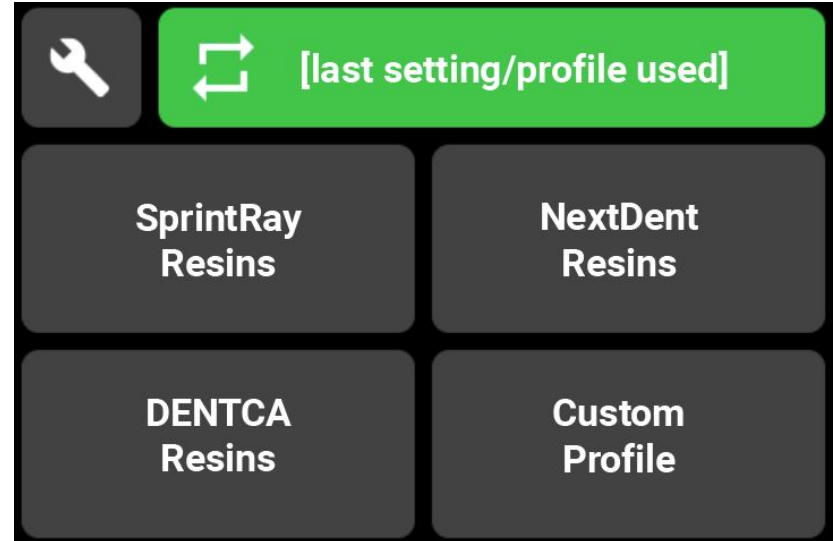 [last setting/profile used]
SprintRay
Resins
NextDent
Resins
DENTCA
Resins
Custom
Profile